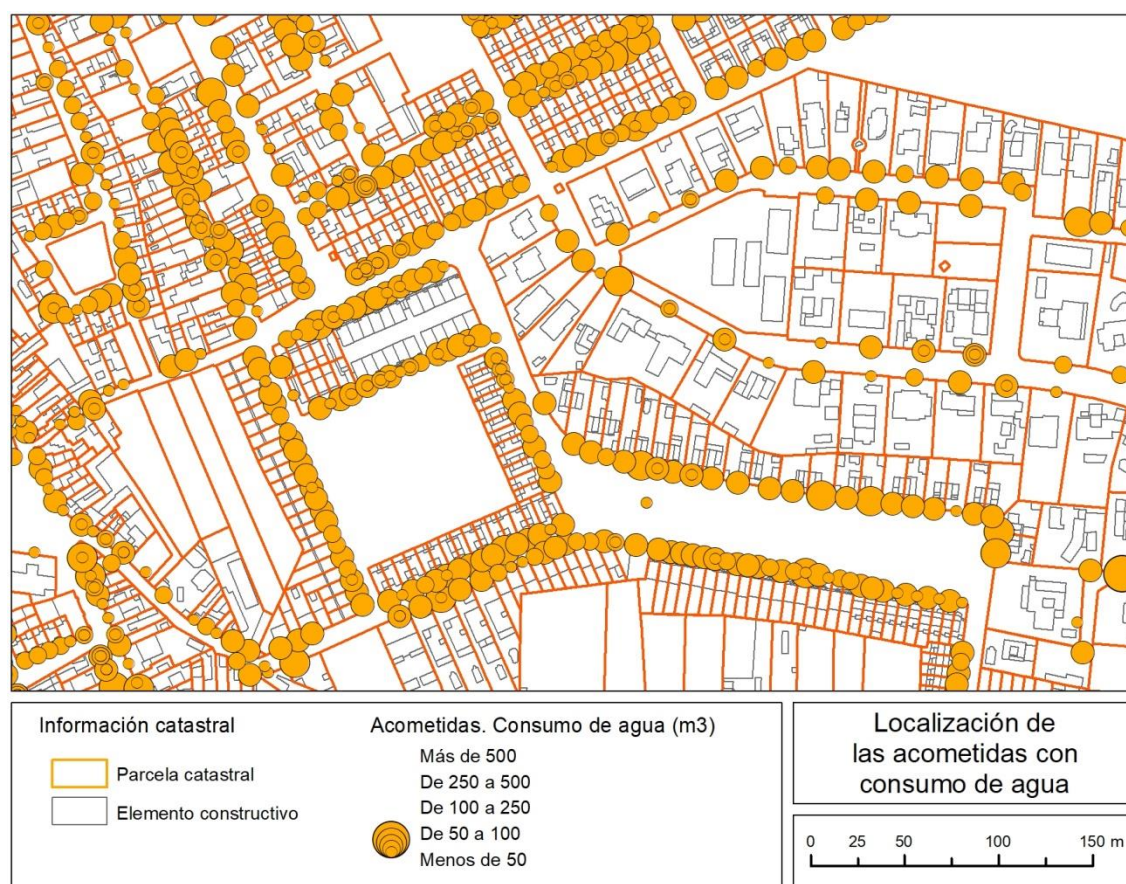 Información catastral
Parcela catastral
Elemento constructivo
Acometidas. Consumo de agua (m3)
Más de 500
De 250 a 500
De 100 a 250
De 50 a 100
Menos de 50
Localización de
las acometidas con
consumo de agua
0 25 50 100 150 m